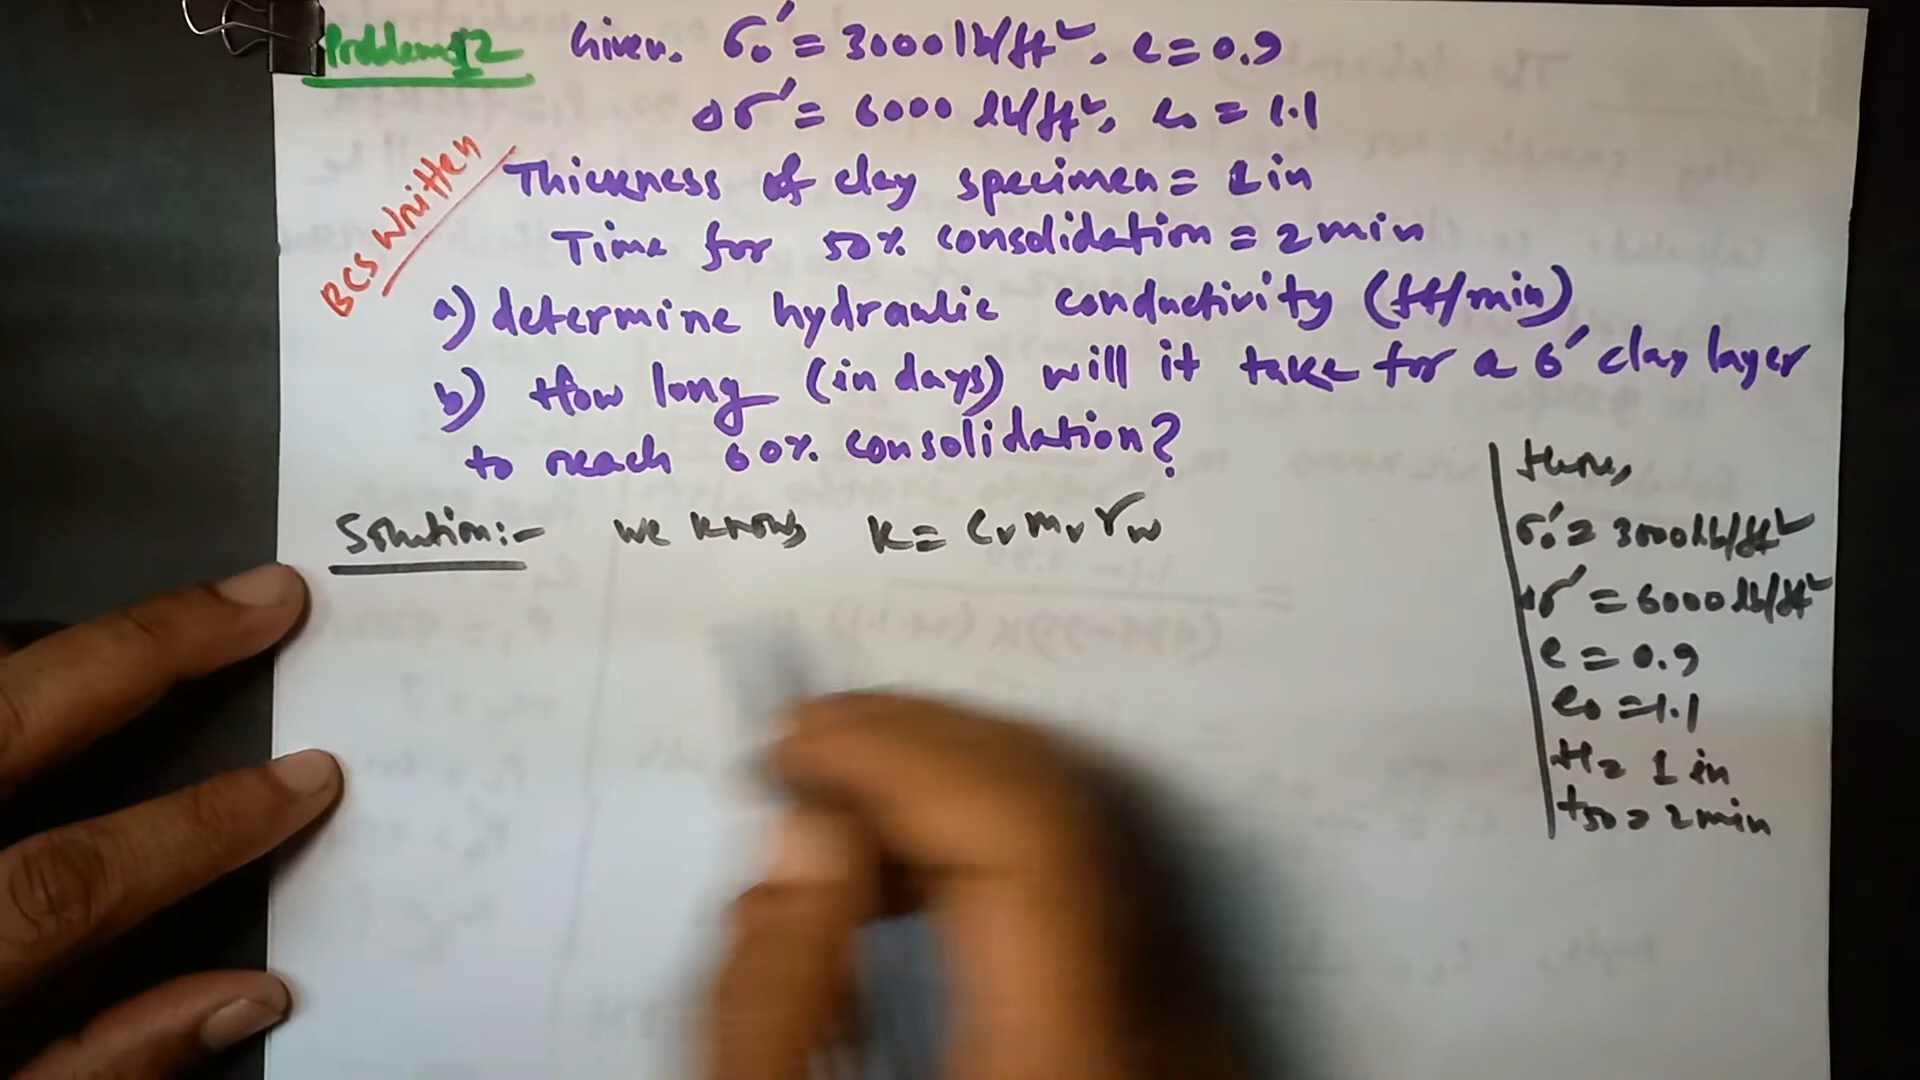 Problem 12 Given. σ₀' = 3000 lb/ft², e = 0.9
Δσ' = 6000 lb/ft², e₀ = 1.1
BCS Written
Thickness of clay specimen = 1 in
Time for 50% consolidation = 2 min
a) determine hydraulic conductivity (ft/min)
b) How long (in days) will it take for a 6' clay layer
to reach 60% consolidation?
Solution:- we know, K = Cv mv γw
Here,
σ₀' = 3000 lb/ft²
Δσ' = 6000 lb/ft²
e = 0.9
e₀ = 1.1
H = 1 in
t50 = 2 min